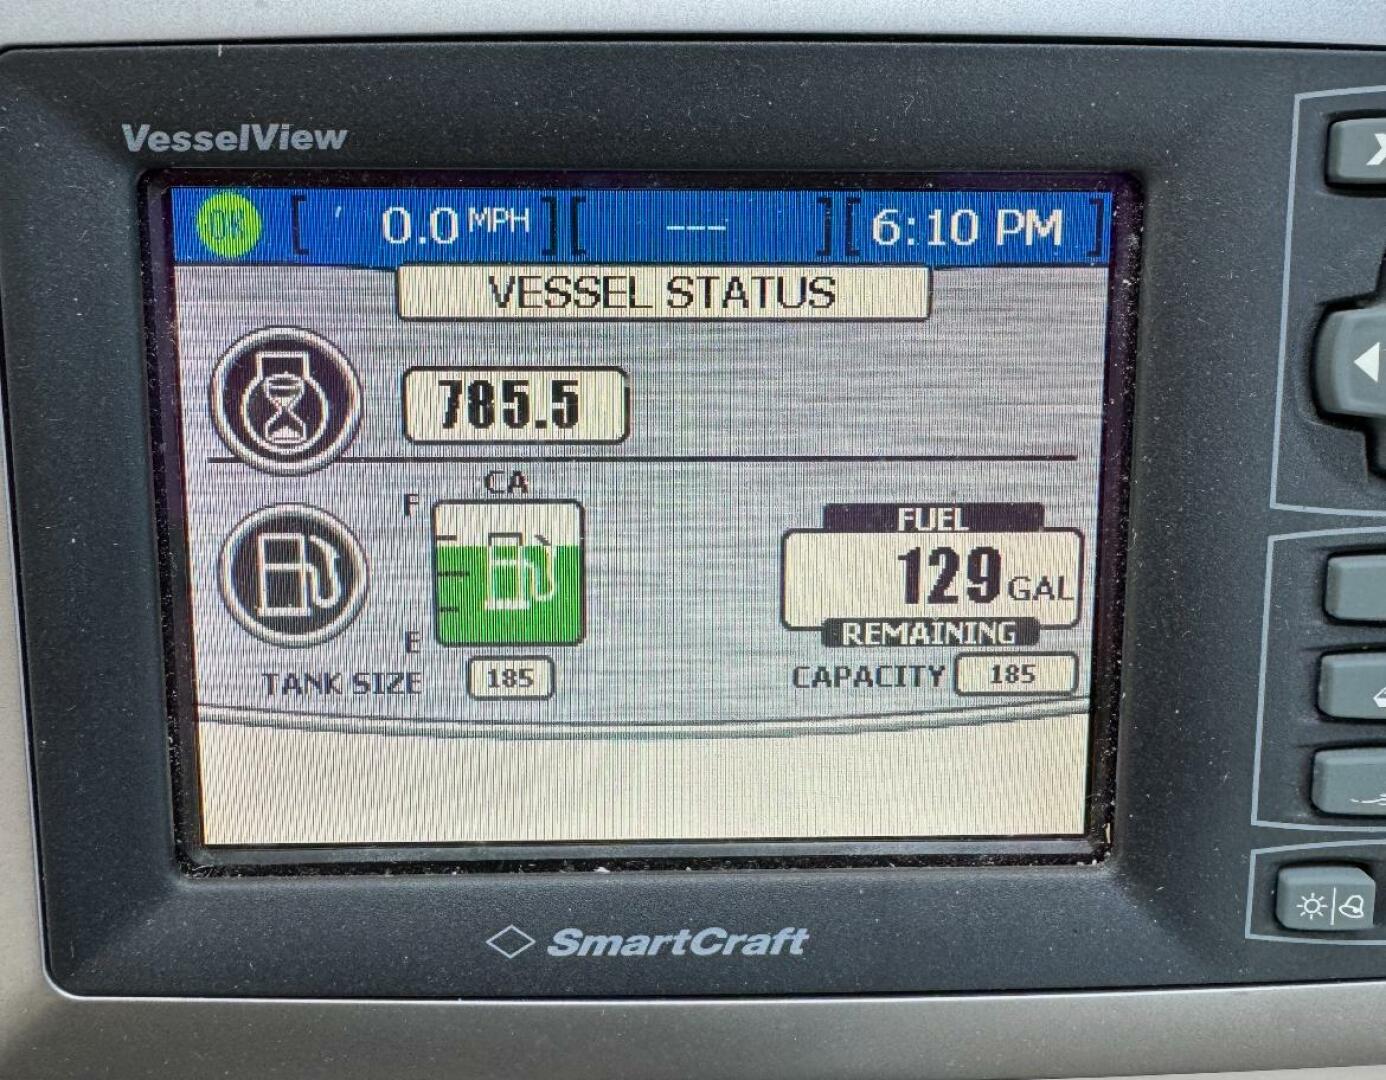 VesselView
OK 0.0 MPH --- 6:10 PM
VESSEL STATUS
785.5
CA
F
FUEL
129 GAL
E
REMAINING
TANK SIZE 185
CAPACITY 185
SmartCraft